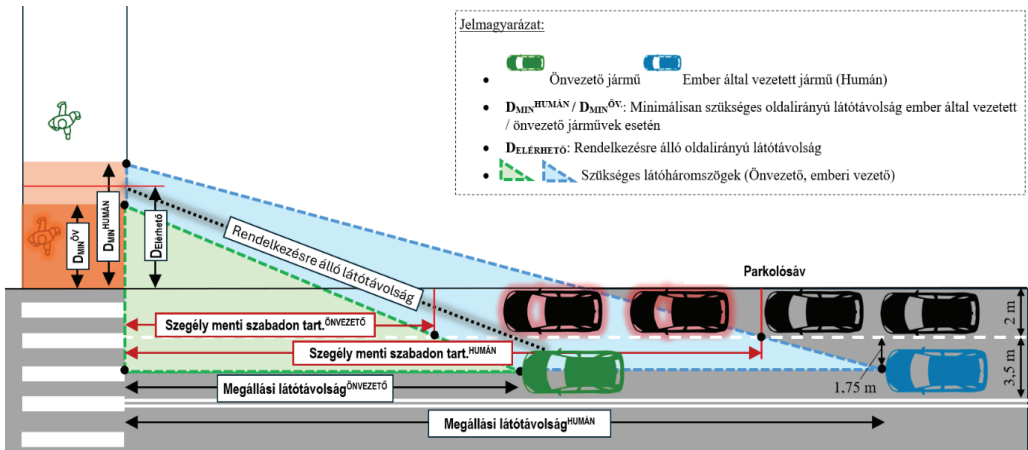 Jelmagyarázat:
• Önvezető jármű Ember által vezetett jármű (Humán)
• DMIN^HUMÁN / DMIN^ÖV.: Minimálisan szükséges oldalirányú látótávolság ember által vezetett
/ önvezető járművek esetén
• DELÉRHETŐ: Rendelkezésre álló oldalirányú látótávolság
• Szükséges látóháromszögek (Önvezető, emberi vezető)
DMIN^ÖV
DMIN^HUMÁN
DElérhető
Rendelkezésre álló látótávolság
Parkolósáv
Szegély menti szabadon tart.^ÖNVEZETŐ
Szegély menti szabadon tart.^HUMÁN
2 m
3,5 m
1,75 m
Megállási látótávolság^ÖNVEZETŐ
Megállási látótávolság^HUMÁN